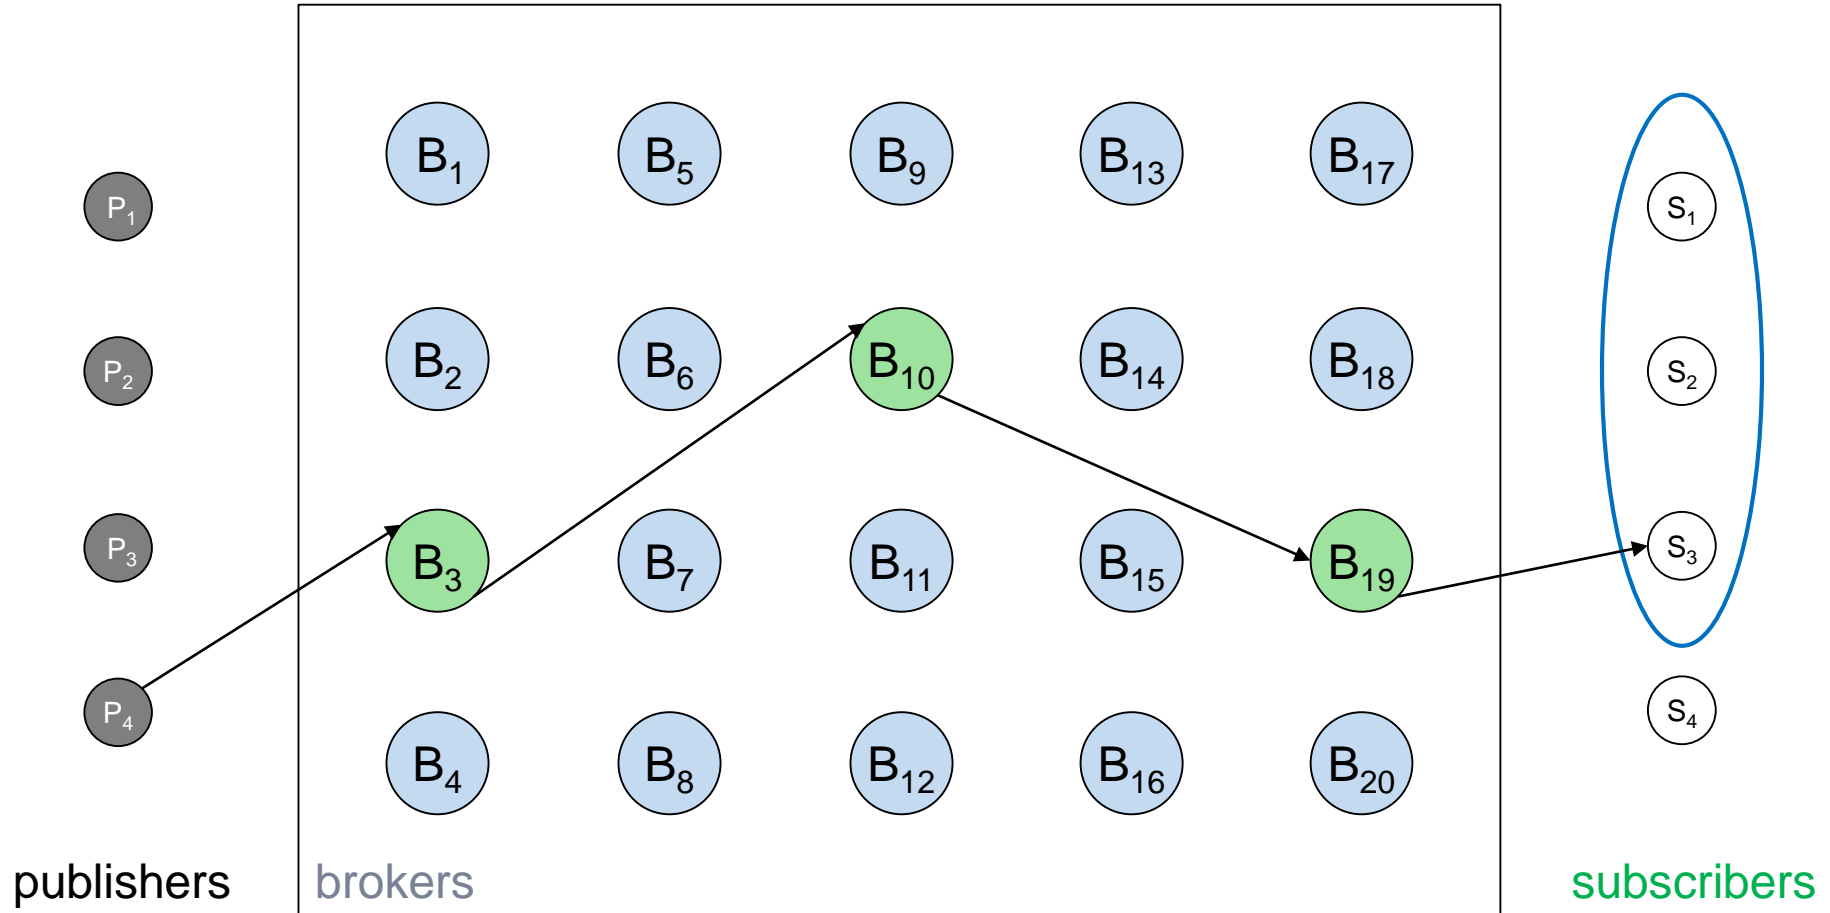 B₁ B₅ B₉ B₁₃ B₁₇
P₁ S₁
B₂ B₆ B₁₀ B₁₄ B₁₈
P₂ S₂
P₃ S₃
B₃ B₇ B₁₁ B₁₅ B₁₯
P₄ S₄
B₄ B₈ B₁₂ B₁₆ B₂₀
publishers brokers subscribers